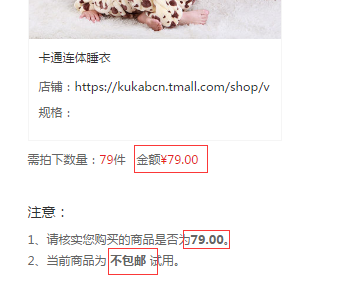 卡通连体睡衣
店铺：https://kukabcn.tmall.com/shop/v
规格：
需拍下数量：79件 金额¥79.00
注意：
1、请核实您购买的商品是否为79.00。
2、当前商品为 不包邮 试用。